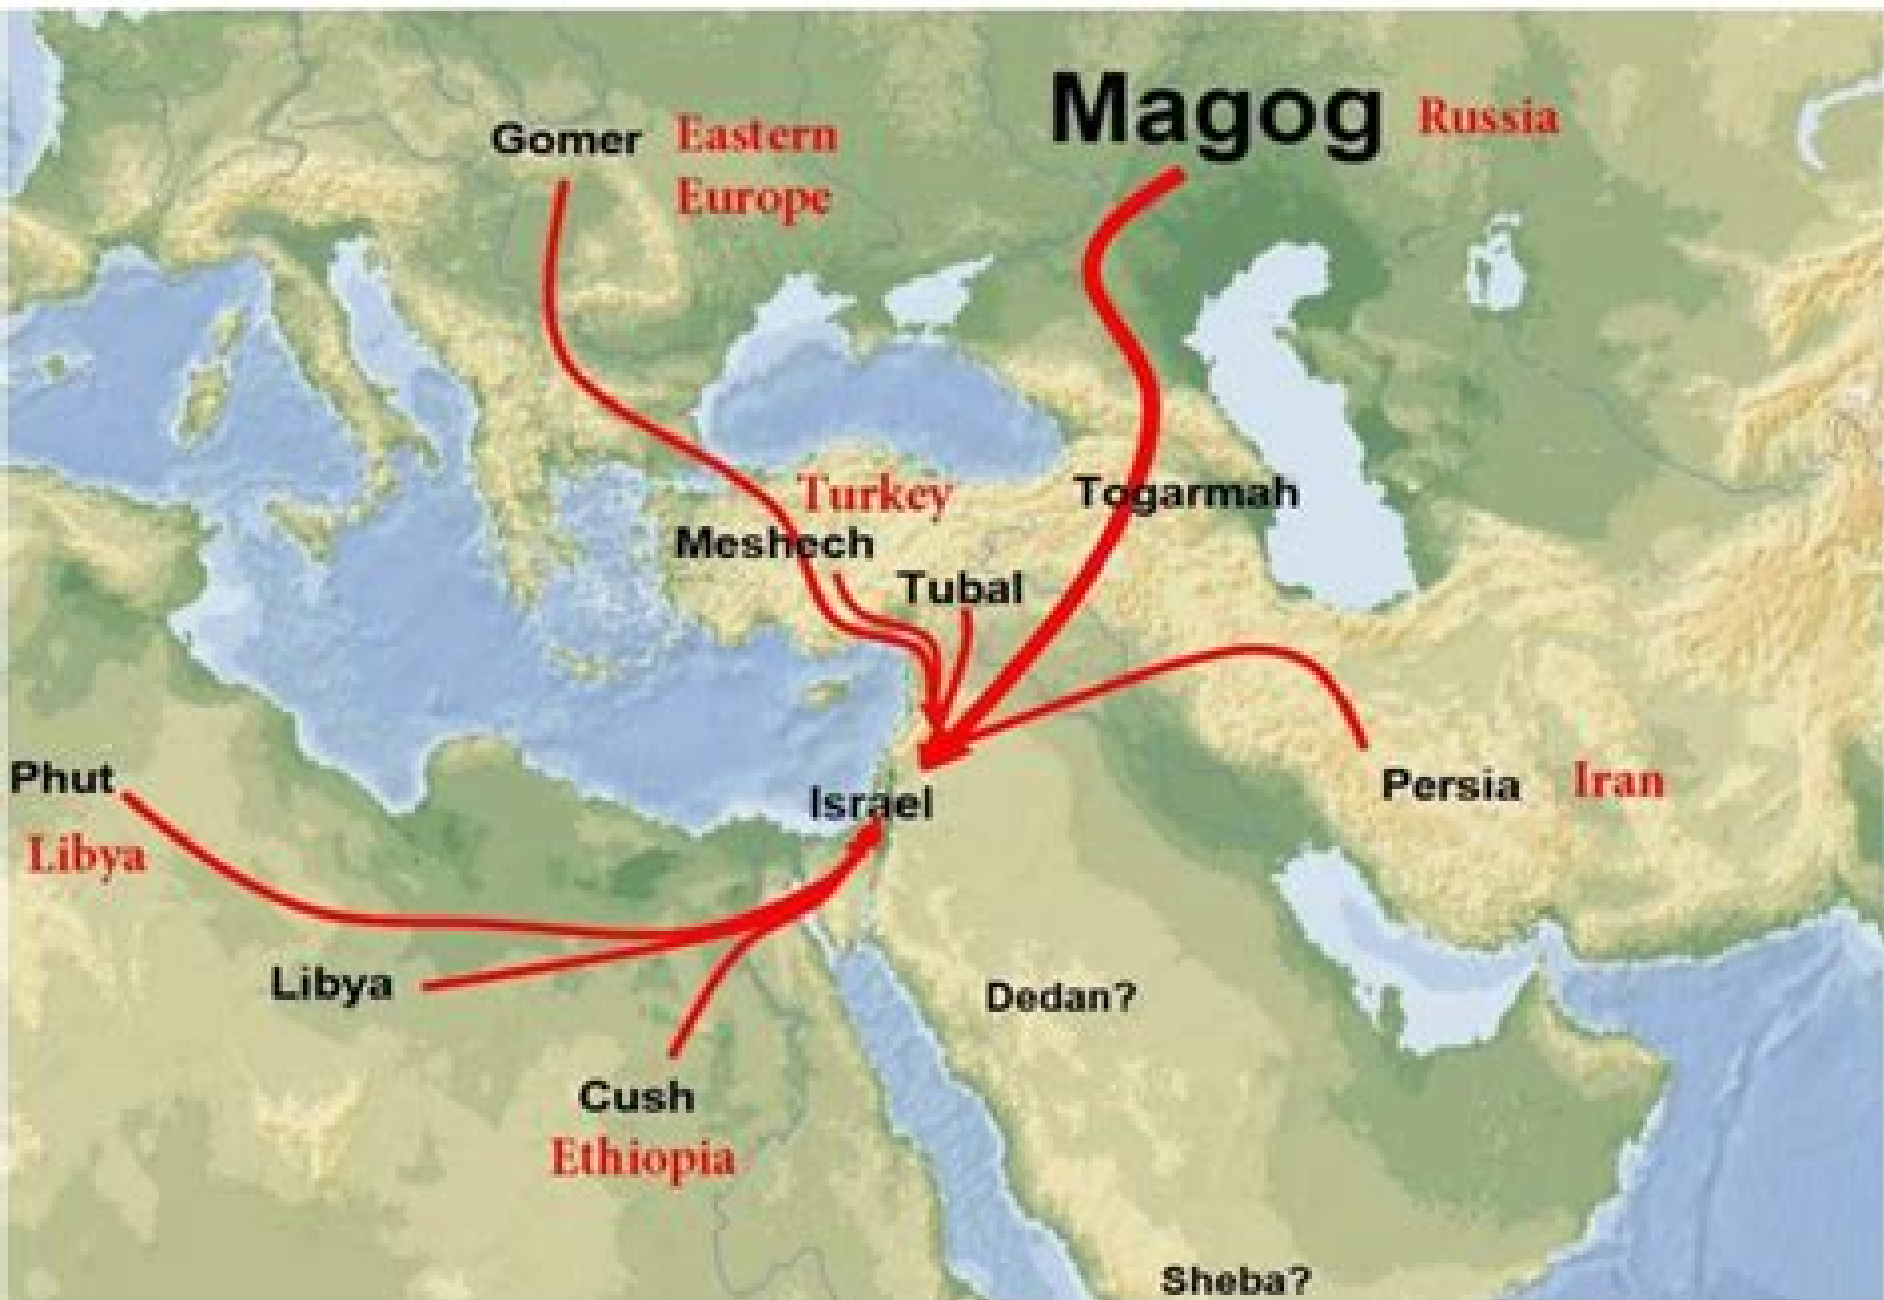 Magog Russia
Gomer Eastern
Europe
Turkey
Togarmah
Meshech
Tubal
Phut
Persia Iran
Israel
Libya
Libya
Dedan?
Cush
Ethiopia
Sheba?